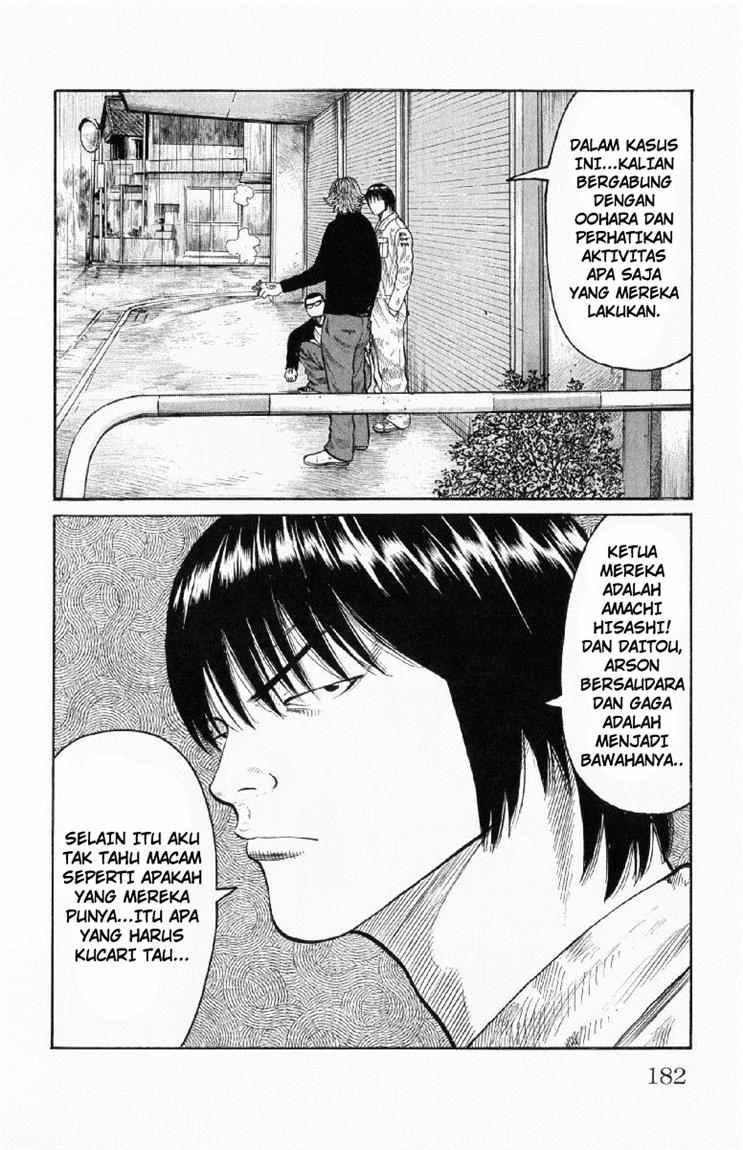 DALAM KASUS
INI...KALIAN
BERGABUNG
DENGAN
OOHARA DAN
PERHATIKAN
AKTIVITAS
APA SAJA
YANG MEREKA
LAKUKAN.
KETUA
MEREKA
ADALAH
AMACHI
HISASHI!
DAN DAITOU,
ARSON
BERSAUDARA
DAN GAGA
ADALAH
MENJADI
BAWAHANYA..
SELAIN ITU AKU
TAK TAHU MACAM
SEPERTI APAKAH
YANG MEREKA
PUNYA...ITU APA
YANG HARUS
KUCARI TAU...
182